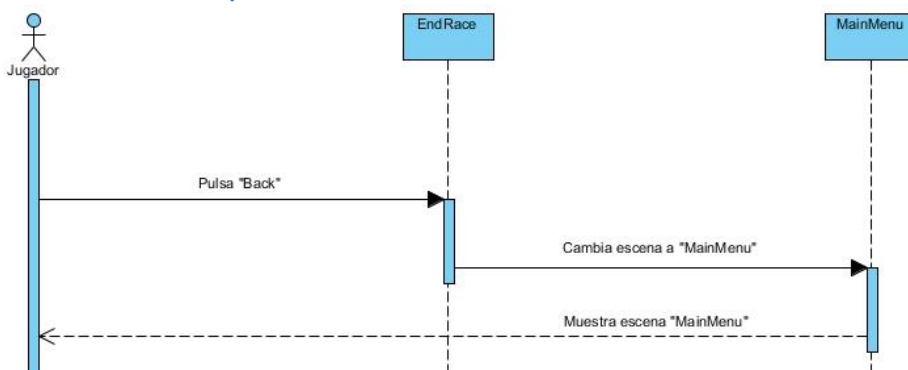 EndRace
MainMenu
Jugador
Pulsa "Back"
Cambia escena a "MainMenu"
Muestra escena "MainMenu"